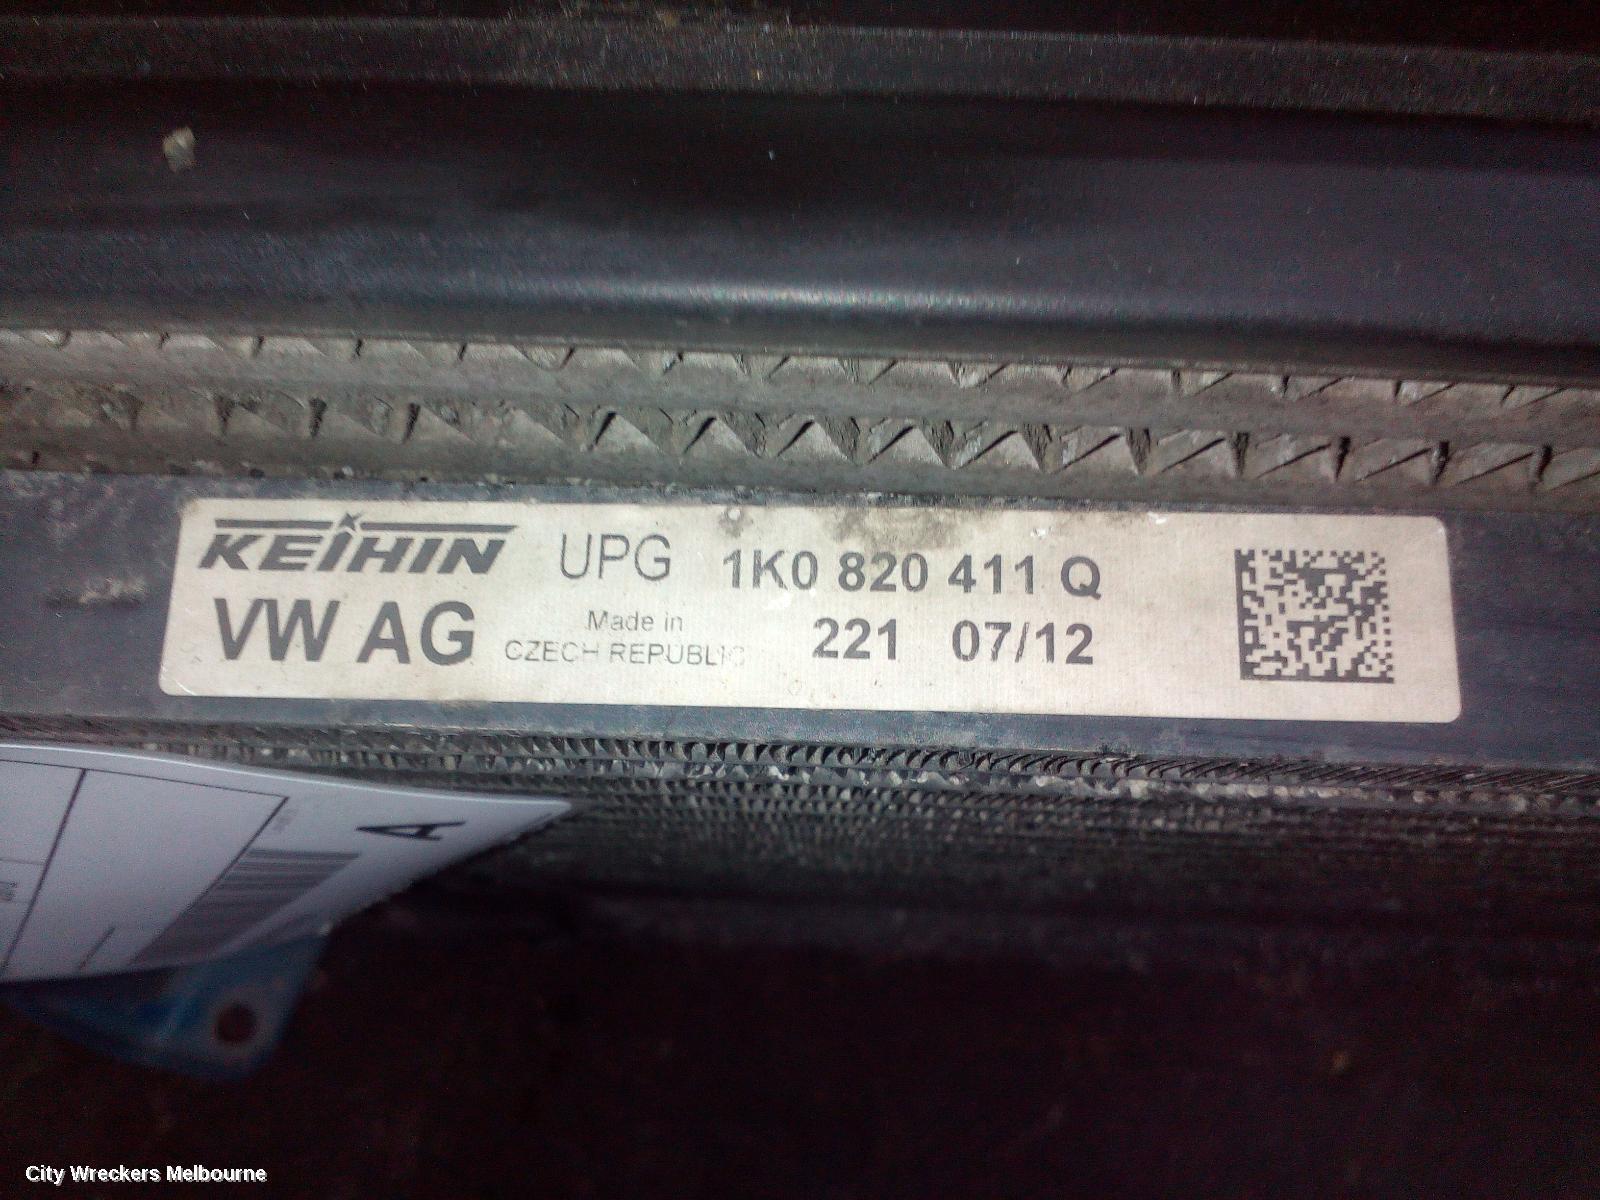 KEIHIN UPG 1K0 820 411 Q
VW AG Made in 221 07/12
CZECH REPUBLIC
A
City Wreckers Melbourne